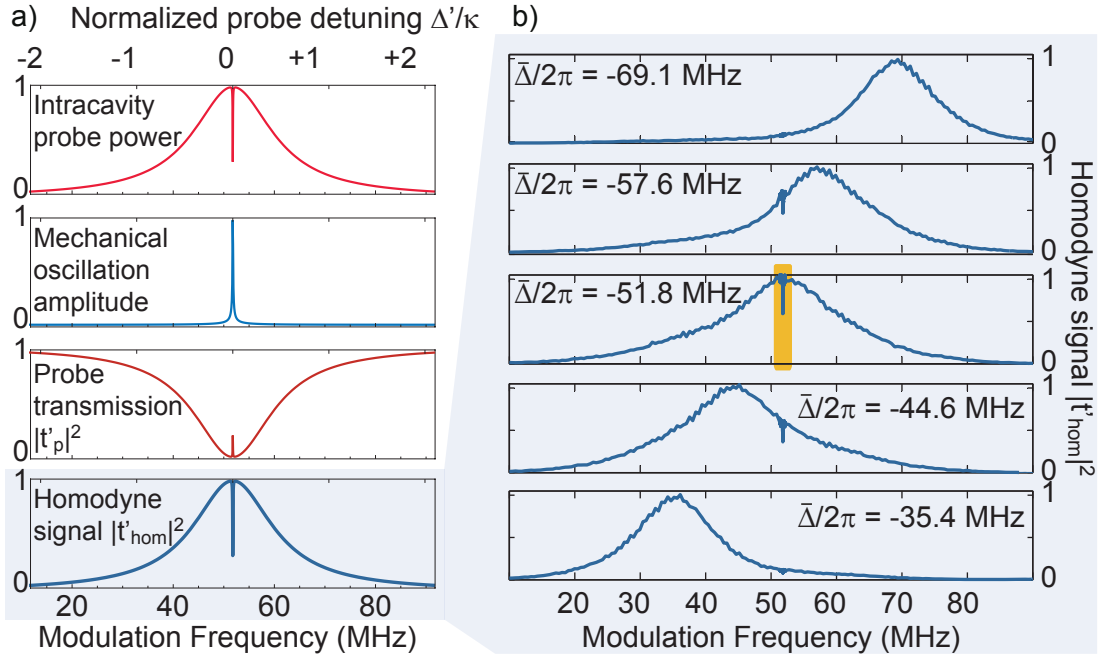 a)
Normalized probe detuning Δ'/κ
-2 -1 0 +1 +2
1
Intracavity
probe power
0
1
Mechanical
oscillation
amplitude
0
1
Probe
transmission
|t'p|²
0
1
Homodyne
signal |t'hom|²
0
20 40 60 80
Modulation Frequency (MHz)
b)
Δ̄/2π = -69.1 MHz
1
0
Δ̄/2π = -57.6 MHz
1
0
Δ̄/2π = -51.8 MHz
1
0
Δ̄/2π = -44.6 MHz
1
0
Δ̄/2π = -35.4 MHz
1
0
20 30 40 50 60 70 80
Modulation Frequency (MHz)
Homodyne signal |t'hom|²